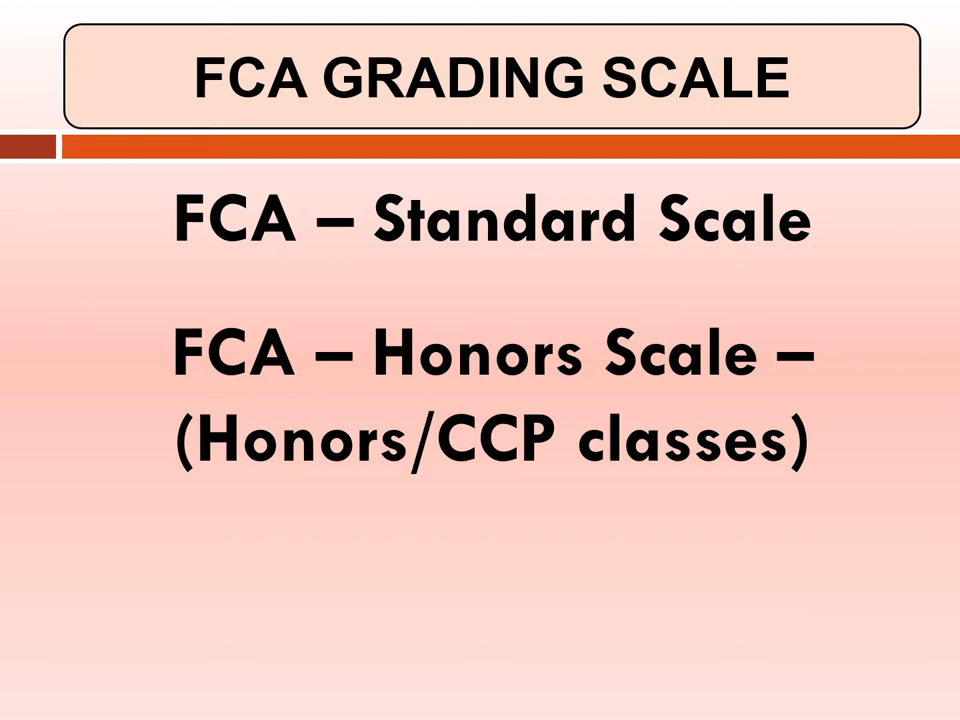 FCA GRADING SCALE
FCA – Standard Scale
FCA – Honors Scale –
(Honors/CCP classes)